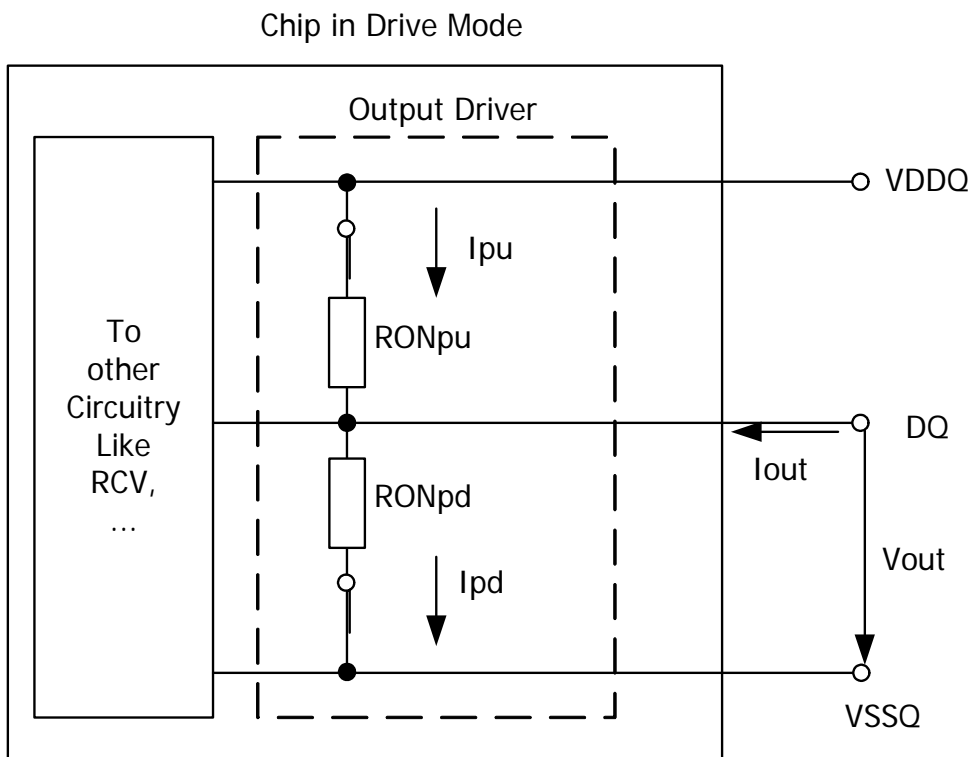 Chip in Drive Mode
Output Driver
VDDQ
Ipu
RONpu
To
other
Circuitry
Like
RCV,
...
DQ
Iout
RONpd
Vout
Ipd
VSSQ